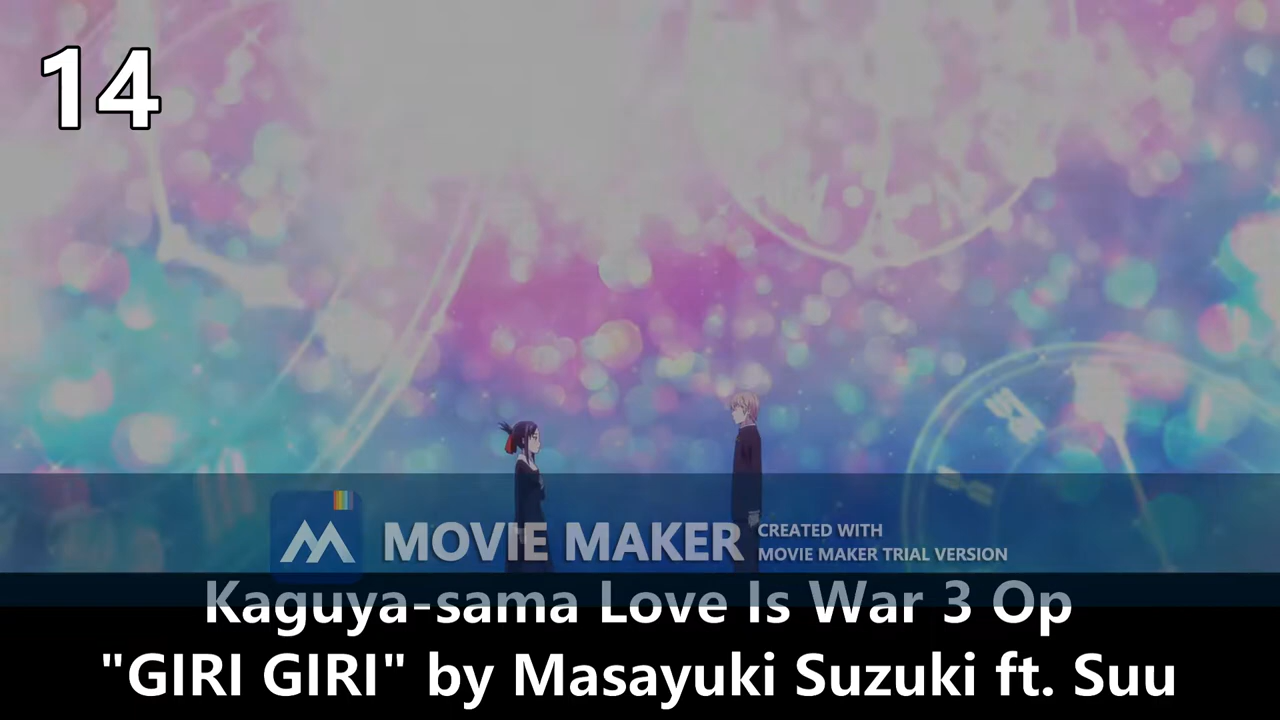 14
MOVIE MAKER
CREATED WITH
MOVIE MAKER TRIAL VERSION
Kaguya-sama Love Is War 3 Op
"GIRI GIRI" by Masayuki Suzuki ft. Suu